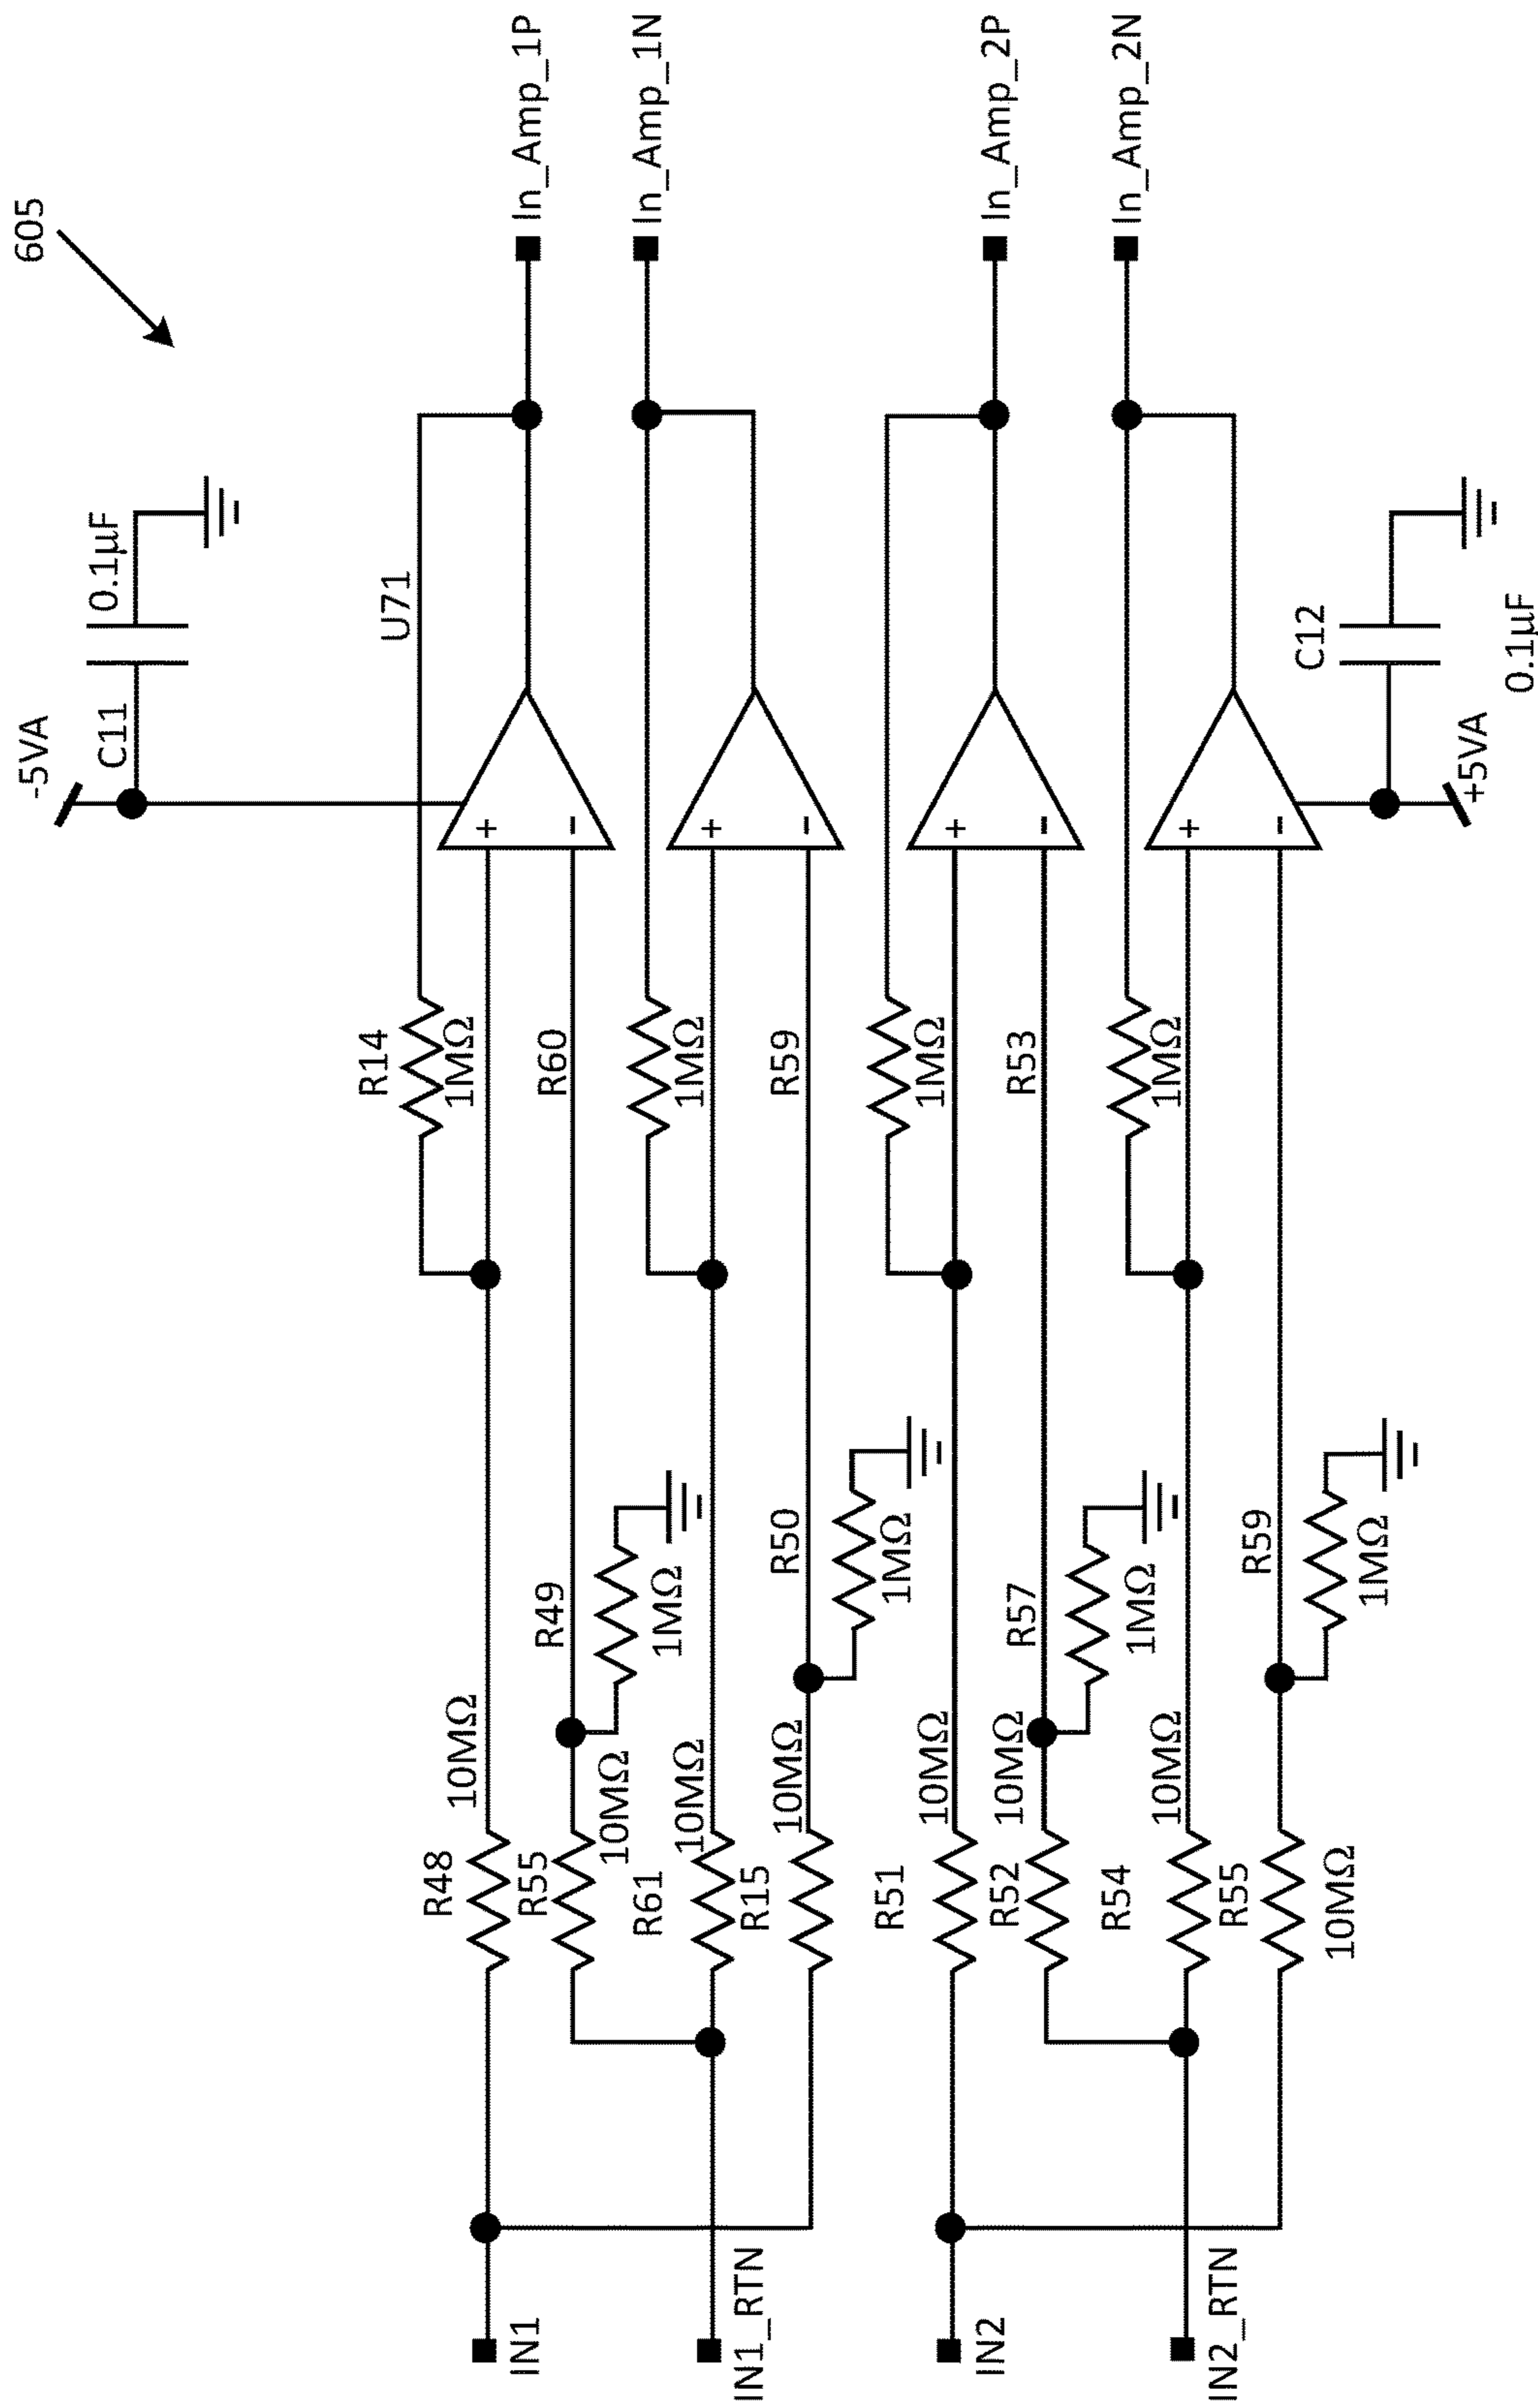 605
-5VA
C11
0.1µF
U71
R14
1MΩ
In_Amp_1P
IN1
R48
10MΩ
R55
10MΩ
R49
1MΩ
R60
In_Amp_1N
1MΩ
IN1_RTN
R61
10MΩ
R15
10MΩ
R50
1MΩ
R59
In_Amp_2P
1MΩ
IN2
R51
10MΩ
R52
10MΩ
R57
1MΩ
R53
In_Amp_2N
1MΩ
IN2_RTN
R54
10MΩ
R55
10MΩ
R59
1MΩ
+5VA
C12
0.1µF
+
-
+
-
+
-
+
-